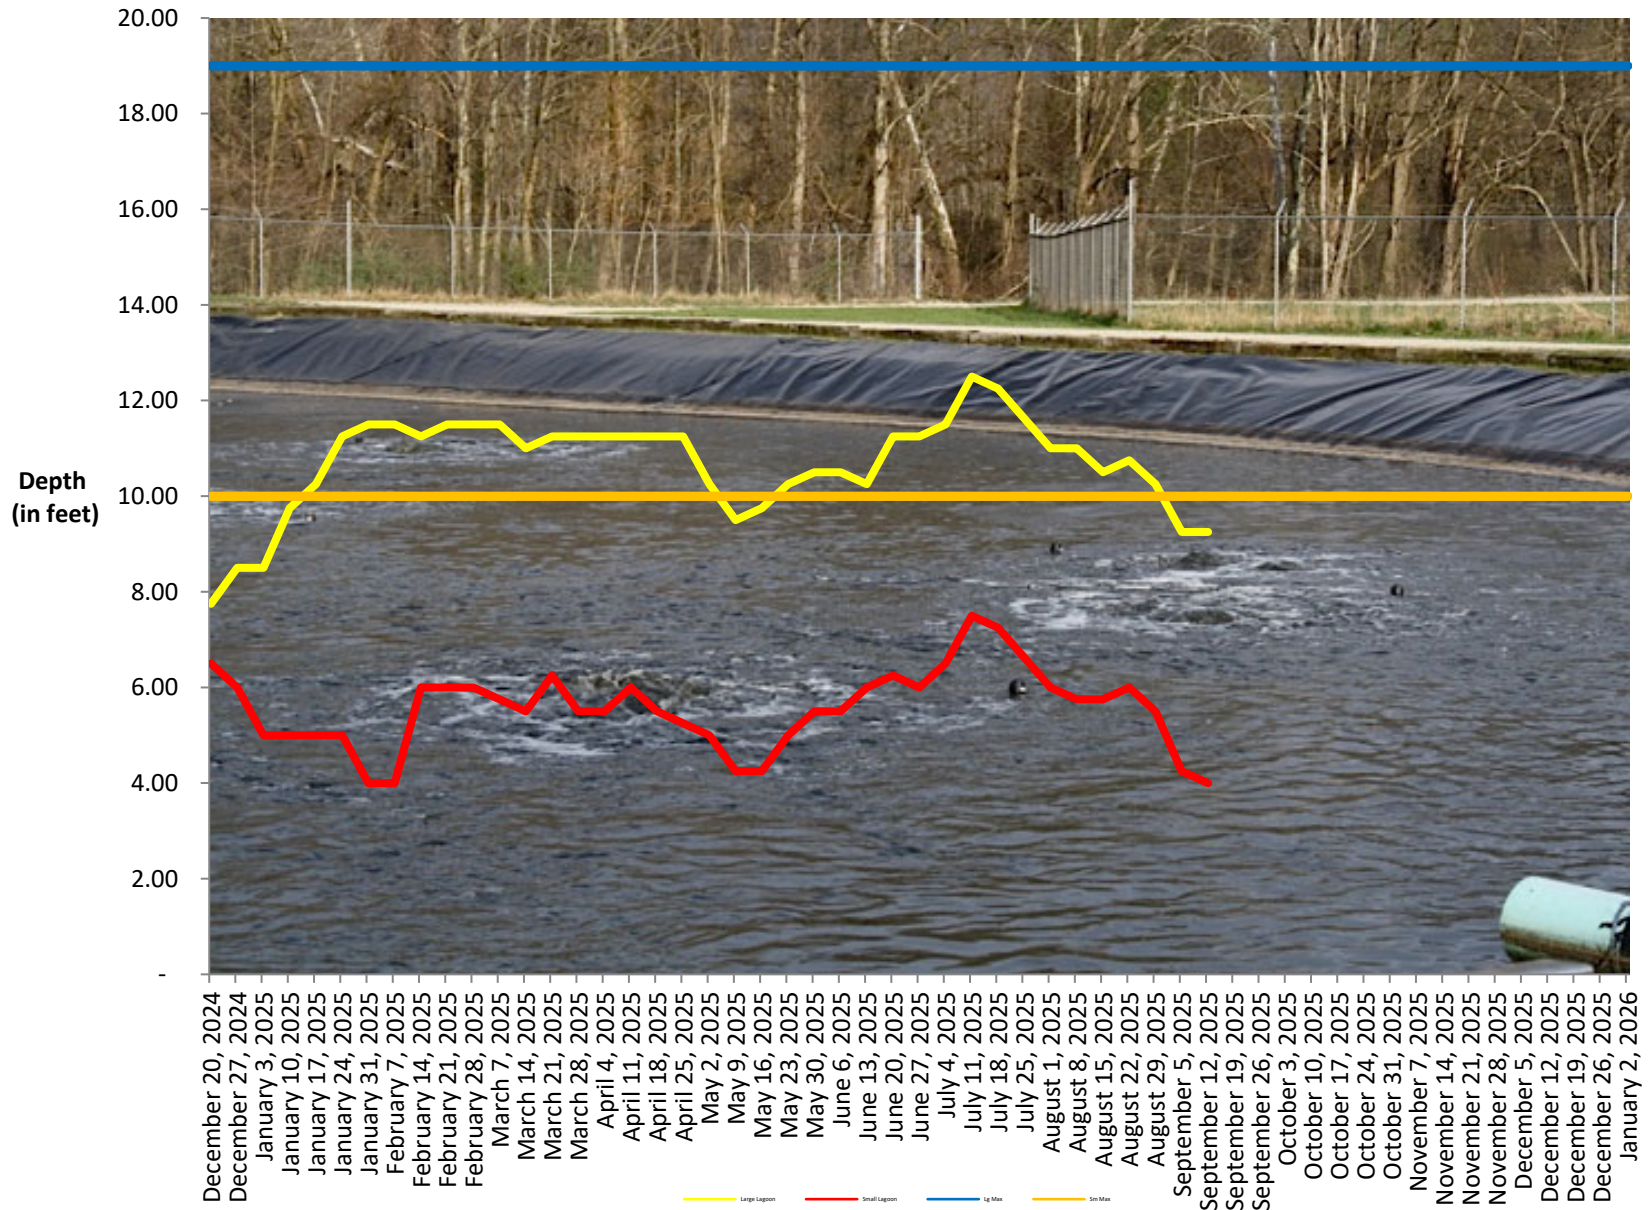 20.00
18.00
16.00
14.00
12.00
10.00
8.00
6.00
4.00
2.00
-
Depth
(in feet)
December 20, 2024
December 27, 2024
January 3, 2025
January 10, 2025
January 17, 2025
January 24, 2025
January 31, 2025
February 7, 2025
February 14, 2025
February 21, 2025
February 28, 2025
March 7, 2025
March 14, 2025
March 21, 2025
March 28, 2025
April 4, 2025
April 11, 2025
April 18, 2025
April 25, 2025
May 2, 2025
May 9, 2025
May 16, 2025
May 23, 2025
May 30, 2025
June 6, 2025
June 13, 2025
June 20, 2025
June 27, 2025
July 4, 2025
July 11, 2025
July 18, 2025
July 25, 2025
August 1, 2025
August 8, 2025
August 15, 2025
August 22, 2025
August 29, 2025
September 5, 2025
September 12, 2025
September 19, 2025
September 26, 2025
October 3, 2025
October 10, 2025
October 17, 2025
October 24, 2025
October 31, 2025
November 7, 2025
November 14, 2025
November 21, 2025
November 28, 2025
December 5, 2025
December 12, 2025
December 19, 2025
December 26, 2025
January 2, 2026
Large Lagoon
Small Lagoon
Lg Max
Sm Max